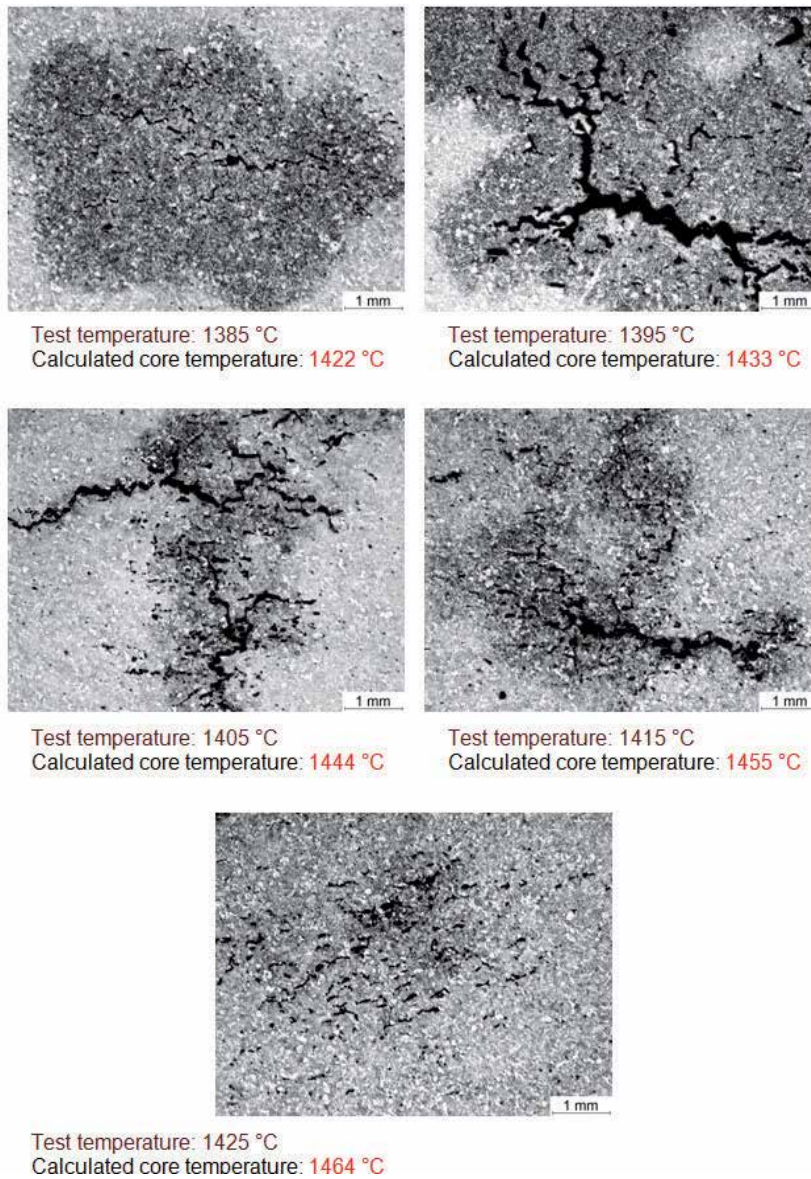 1 mm
1 mm
Test temperature: 1385 °C
Calculated core temperature: 1422 °C
Test temperature: 1395 °C
Calculated core temperature: 1433 °C
1 mm
1 mm
Test temperature: 1405 °C
Calculated core temperature: 1444 °C
Test temperature: 1415 °C
Calculated core temperature: 1455 °C
1 mm
Test temperature: 1425 °C
Calculated core temperature: 1464 °C